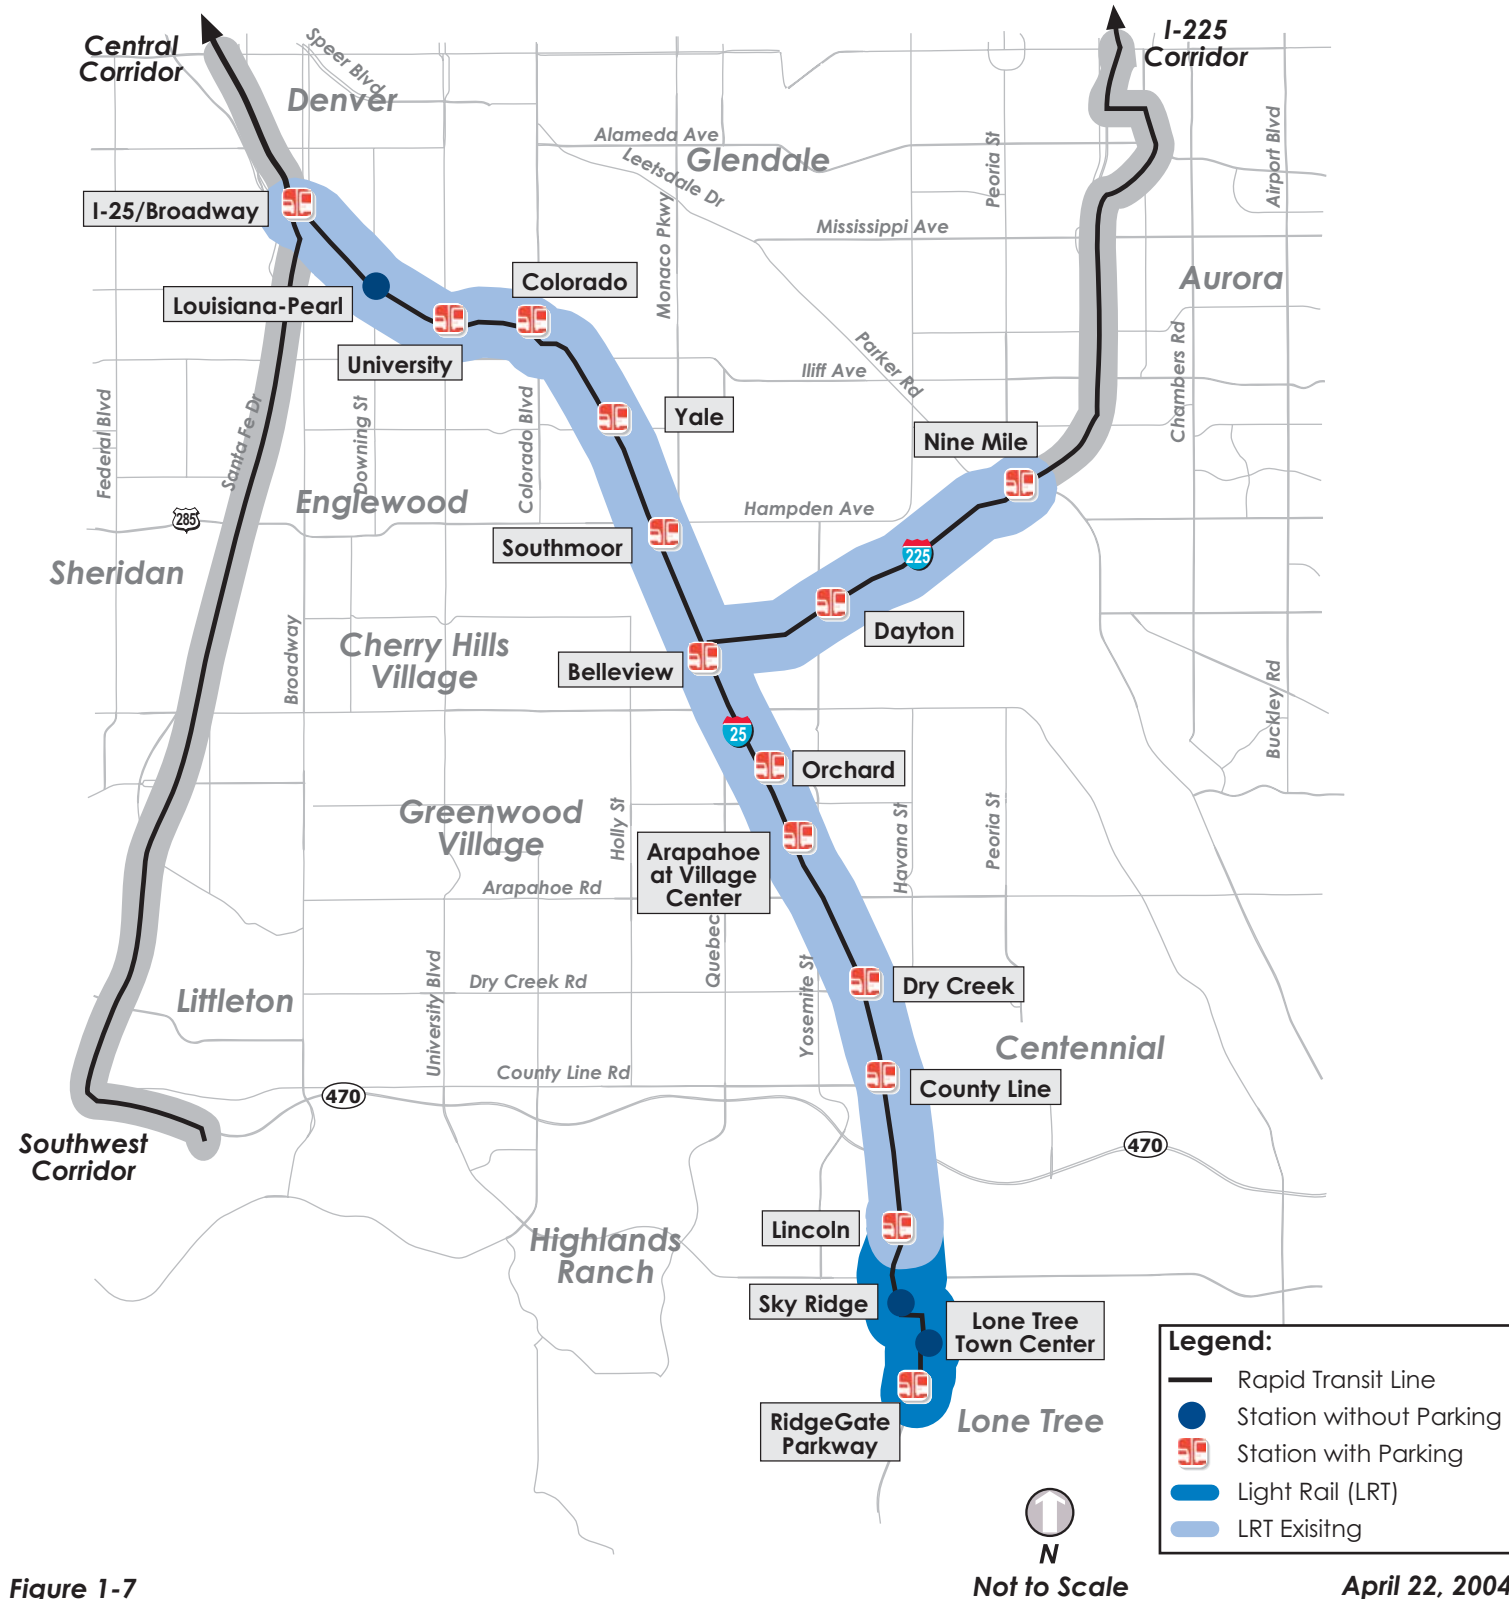 Central
Corridor
I-225
Corridor
Speer Blvd
Denver
Alameda Ave
Glendale
Leetsdale Dr
Peoria St
Airport Blvd
I-25/Broadway
Monaco Pkwy
Mississippi Ave
Aurora
Colorado
Louisiana-Pearl
University
Iliff Ave
Parker Rd
Chambers Rd
Federal Blvd
Santa Fe Dr
Downing St
Colorado Blvd
Yale
Nine Mile
Englewood
285
Hampden Ave
Southmoor
225
Sheridan
Dayton
Cherry Hills
Village
Broadway
Belleview
Buckley Rd
25
Orchard
Greenwood
Village
Holly St
Havana St
Peoria St
Arapahoe
at Village
Center
Arapahoe Rd
Quebec
Yosemite St
University Blvd
Dry Creek Rd
Dry Creek
Littleton
Centennial
County Line Rd
County Line
470
470
Southwest
Corridor
Lincoln
Highlands
Ranch
Sky Ridge
Lone Tree
Town Center
RidgeGate
Parkway
Lone Tree
Legend:
Rapid Transit Line
Station without Parking
Station with Parking
Light Rail (LRT)
LRT Exisitng
N
Not to Scale
Figure 1-7
April 22, 2004